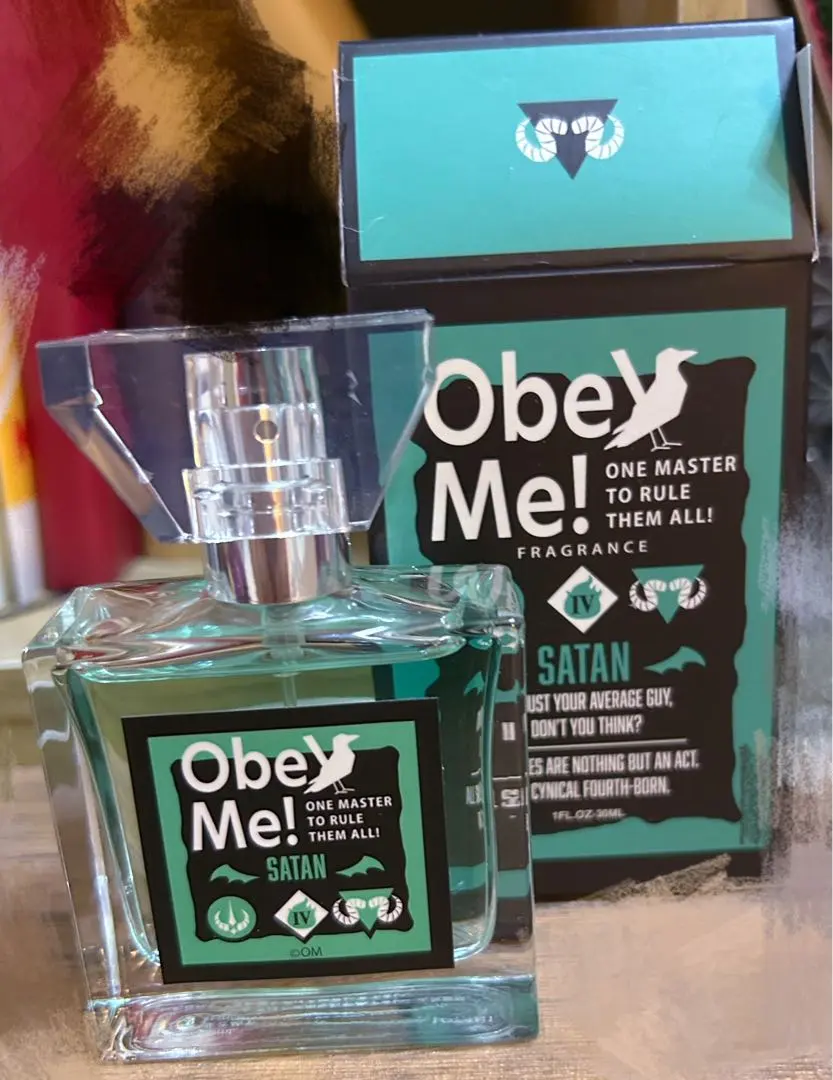 Obey
Me!
ONE MASTER
TO RULE
THEM ALL!
FRAGRANCE
IV
SATAN
UST YOUR AVERAGE GUY,
DON'T YOU THINK?
ES ARE NOTHING BUT AN ACT.
CYNICAL FOURTH-BORN.
1FL.OZ-30ML
Obey
Me!
ONE MASTER
TO RULE
THEM ALL!
SATAN
IV
©OM